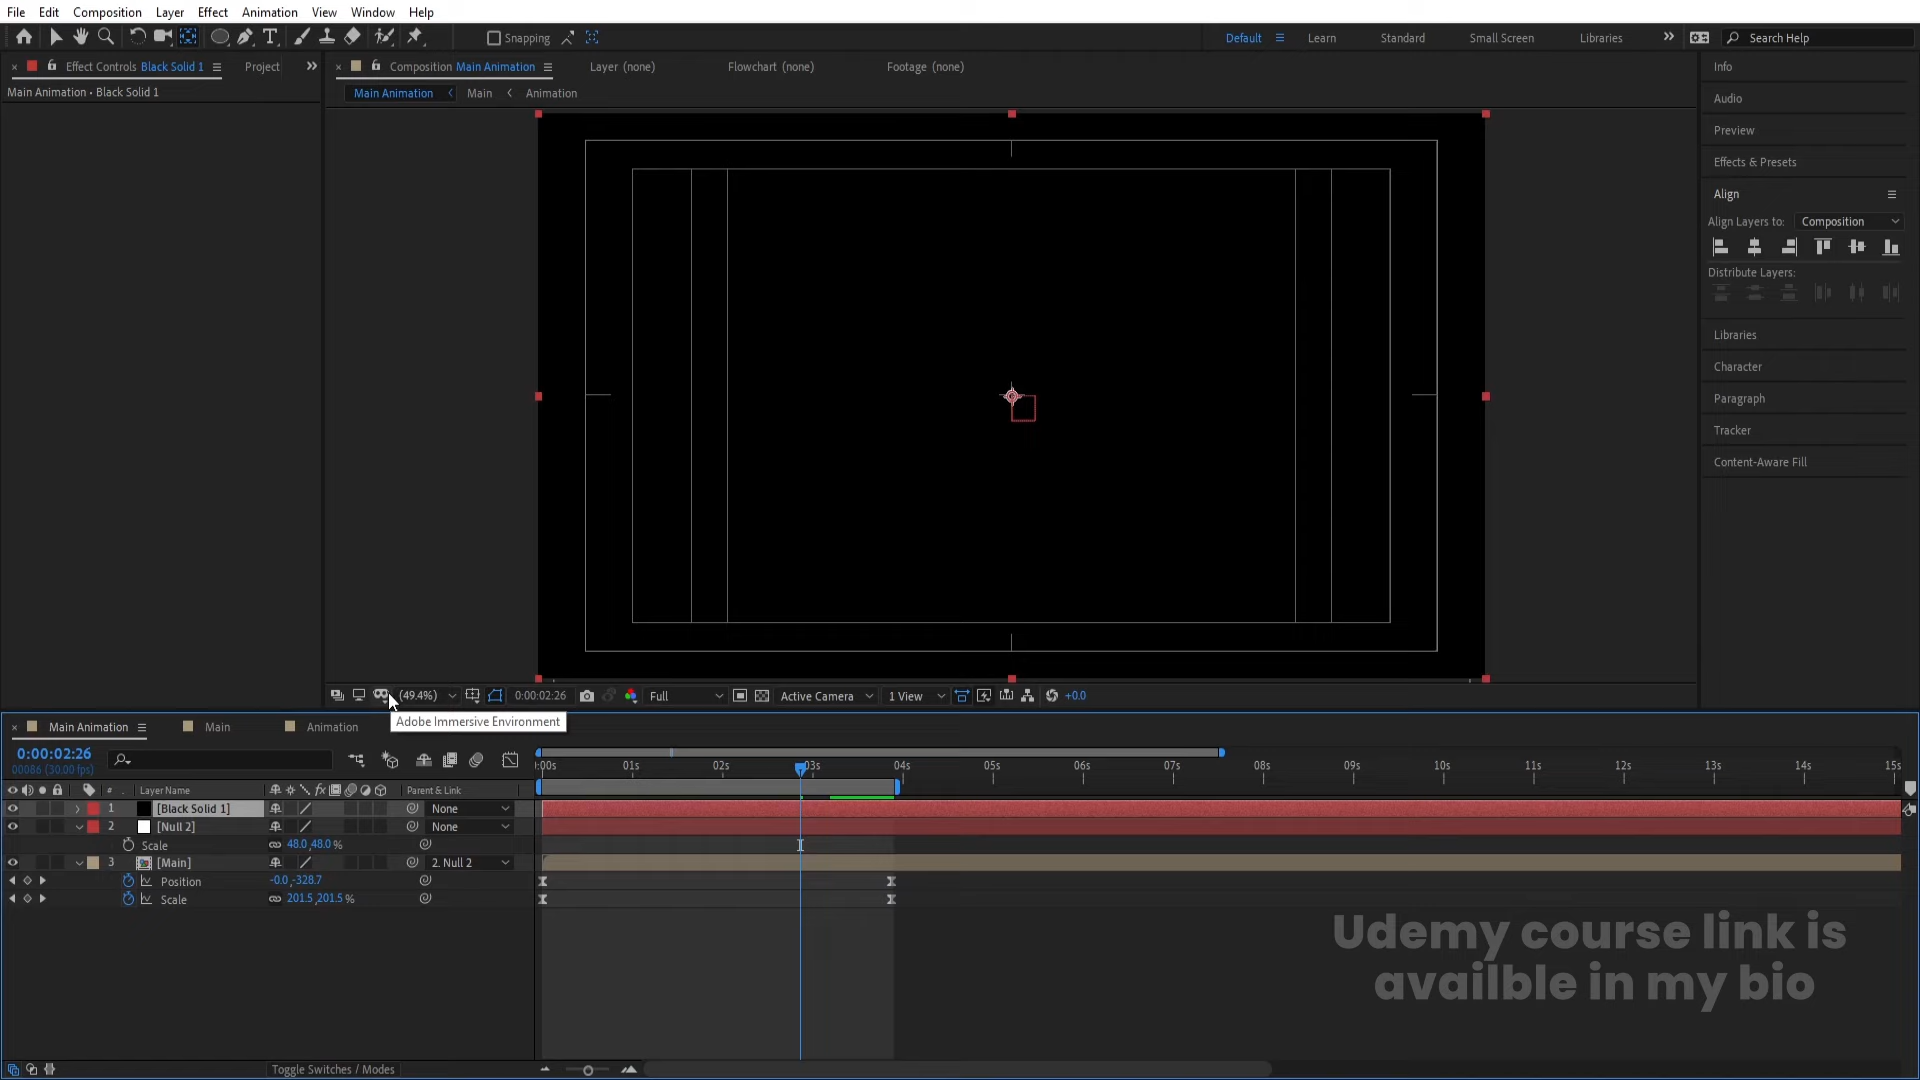 File Edit Composition Layer Effect Animation View Window Help
Snapping Default Learn Standard Small Screen Libraries Search Help
Effect Controls Black Solid 1 Project Composition Main Animation Layer (none) Flowchart (none) Footage (none)
Main Animation • Black Solid 1
Main Animation Main Animation
Info
Audio
Preview
Effects & Presets
Align
Align Layers to: Composition
Distribute Layers:
Libraries
Character
Paragraph
Tracker
Content-Aware Fill
(49.4%) 0:00:02:26 Full Active Camera 1 View +0.0
Adobe Immersive Environment
Main Animation Main Animation
0:00:02:26
00086 (30.00 fps)
:00s 01s 02s 03s 04s 05s 06s 07s 08s 09s 10s 11s 12s 13s 14s 15s
# Layer Name fx Parent & Link
1 [Black Solid 1] None
2 [Null 2] None
Scale 48.0,48.0%
3 [Main] 2. Null 2
Position -0.0,-328.7
Scale 201.5,201.5%
Toggle Switches / Modes
Udemy course link is
availble in my bio